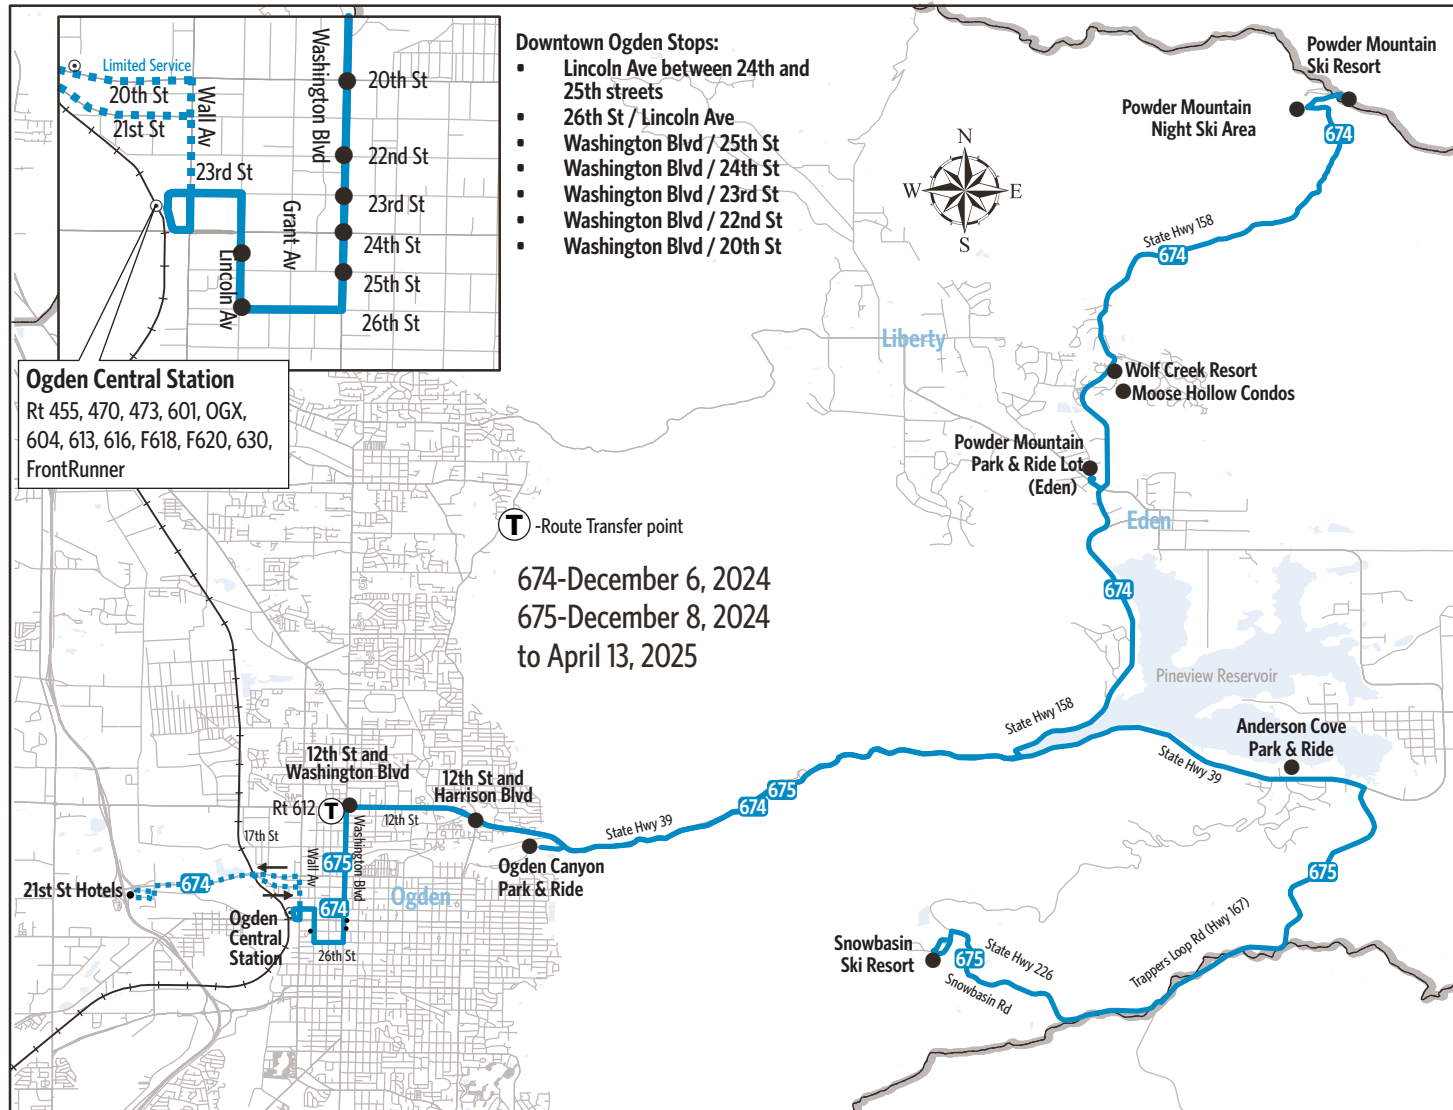 Limited Service
20th St
21st St
Wall Av
23rd St
Washington Blvd
20th St
22nd St
23rd St
24th St
25th St
26th St
Grant Av
Lincoln Av
Downtown Ogden Stops:
• Lincoln Ave between 24th and
25th streets
• 26th St / Lincoln Ave
• Washington Blvd / 25th St
• Washington Blvd / 24th St
• Washington Blvd / 23rd St
• Washington Blvd / 22nd St
• Washington Blvd / 20th St
N
W
E
S
Powder Mountain
Ski Resort
Powder Mountain
Night Ski Area
674
State Hwy 158
674
Liberty
Wolf Creek Resort
Moose Hollow Condos
Powder Mountain
Park & Ride Lot
(Eden)
Eden
674
Ogden Central Station
Rt 455, 470, 473, 601, OGX,
604, 613, 616, F618, F620, 630,
FrontRunner
T -Route Transfer point
674-December 6, 2024
675-December 8, 2024
to April 13, 2025
Pineview Reservoir
State Hwy 158
Anderson Cove
Park & Ride
State Hwy 39
12th St and
Washington Blvd
12th St and
Harrison Blvd
Rt 612 T
12th St
675
674
State Hwy 39
17th St
Wall Av
675
Washington Blvd
Ogden Canyon
Park & Ride
21st St Hotels
674
Ogden
674
Ogden
Central
Station
26th St
675
Trappers Loop Rd (Hwy 167)
Snowbasin
Ski Resort
675
State Hwy 226
Snowbasin Rd